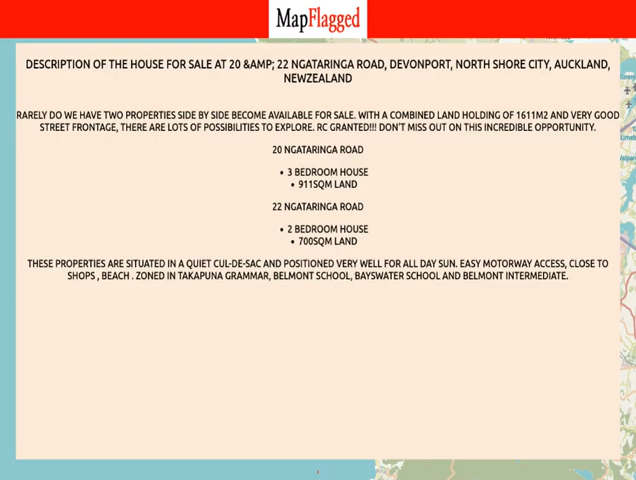 MapFlagged
DESCRIPTION OF THE HOUSE FOR SALE AT 20 &AMP; 22 NGATARINGA ROAD, DEVONPORT, NORTH SHORE CITY, AUCKLAND,
NEWZEALAND
RARELY DO WE HAVE TWO PROPERTIES SIDE BY SIDE BECOME AVAILABLE FOR SALE. WITH A COMBINED LAND HOLDING OF 1611M2 AND VERY GOOD
STREET FRONTAGE, THERE ARE LOTS OF POSSIBILITIES TO EXPLORE. RC GRANTED!!! DON'T MISS OUT ON THIS INCREDIBLE OPPORTUNITY.
20 NGATARINGA ROAD
• 3 BEDROOM HOUSE
• 911SQM LAND
22 NGATARINGA ROAD
• 2 BEDROOM HOUSE
• 700SQM LAND
THESE PROPERTIES ARE SITUATED IN A QUIET CUL-DE-SAC AND POSITIONED VERY WELL FOR ALL DAY SUN. EASY MOTORWAY ACCESS, CLOSE TO
SHOPS , BEACH . ZONED IN TAKAPUNA GRAMMAR, BELMONT SCHOOL, BAYSWATER SCHOOL AND BELMONT INTERMEDIATE.